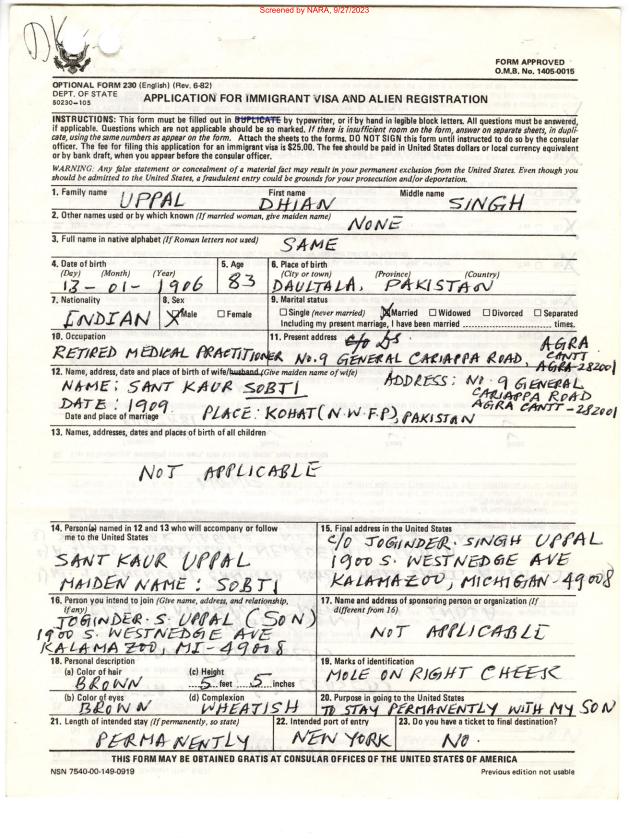 Screened by NARA, 9/27/2023
FORM APPROVED
O.M.B. No. 1405-0015
OPTIONAL FORM 230 (English) (Rev. 6-82)
DEPT. OF STATE
50230-105
APPLICATION FOR IMMIGRANT VISA AND ALIEN REGISTRATION
INSTRUCTIONS: This form must be filled out in DUPLICATE by typewriter, or if by hand in legible block letters. All questions must be answered,
if applicable. Questions which are not applicable should be so marked. If there is insufficient room on the form, answer on separate sheets, in dupli-
cate, using the same numbers as appear on the form. Attach the sheets to the forms. DO NOT SIGN this form until instructed to do so by the consular
officer. The fee for filing this application for an immigrant visa is $25.00. The fee should be paid in United States dollars or local currency equivalent
or by bank draft, when you appear before the consular officer.
WARNING: Any false statement or concealment of a material fact may result in your permanent exclusion from the United States. Even though you
should be admitted to the United States, a fraudulent entry could be grounds for your prosecution and/or deportation.
1. Family name First name Middle name
UPPAL DHIAN SINGH
2. Other names used or by which known (If married woman, give maiden name)
NONE
3. Full name in native alphabet (If Roman letters not used)
SAME
4. Date of birth 5. Age 6. Place of birth
(Day) (Month) (Year) (City or town) (Province) (Country)
13-01-1906 83 DAULTALA, PAKISTAN
7. Nationality 8. Sex 9. Marital status
INDIAN Male Female Single (never married) Married Widowed Divorced Separated
Including my present marriage, I have been married ........ times.
10. Occupation 11. Present address
RETIRED MEDICAL PRACTITIONER C/o NO. 9 GENERAL CARIAPPA ROAD, AGRA CANTT AGRA-282001
12. Name, address, date and place of birth of wife/husband (Give maiden name of wife)
NAME: SANT KAUR SOBTI ADDRESS: NO. 9 GENERAL
CARIAPPA ROAD
DATE: 1909 AGRA CANTT-282001
PLACE: KOHAT (N.W.F.P), PAKISTAN
Date and place of marriage
13. Names, addresses, dates and places of birth of all children
NOT APPLICABLE
14. Person(s) named in 12 and 13 who will accompany or follow
me to the United States
SANT KAUR UPPAL
MAIDEN NAME: SOBTI
15. Final address in the United States
C/O JOGINDER. SINGH UPPAL
1900 S. WESTNEDGE AVE
KALAMAZOO, MICHIGAN-49008
16. Person you intend to join (Give name, address, and relationship,
if any)
JOGINDER. S. UPPAL (SON)
1900 S. WESTNEDGE AVE
KALAMAZOO, MI-49008
17. Name and address of sponsoring person or organization (If
different from 16)
NOT APPLICABLE
18. Personal description
(a) Color of hair (c) Height
BROWN 5 feet 5 inches
(b) Color of eyes (d) Complexion
BROWN WHEATISH
19. Marks of identification
MOLE ON RIGHT CHEEK
20. Purpose in going to the United States
TO STAY PERMANENTLY WITH MY SON
21. Length of intended stay (If permanently, so state) 22. Intended port of entry 23. Do you have a ticket to final destination?
PERMANENTLY NEW YORK NO.
THIS FORM MAY BE OBTAINED GRATIS AT CONSULAR OFFICES OF THE UNITED STATES OF AMERICA
NSN 7540-00-149-0919 Previous edition not usable